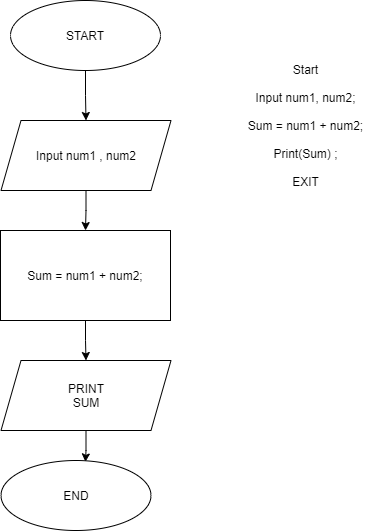 START
Input num1 , num2
Sum = num1 + num2;
PRINT
SUM
END
Start
Input num1, num2;
Sum = num1 + num2;
Print(Sum) ;
EXIT